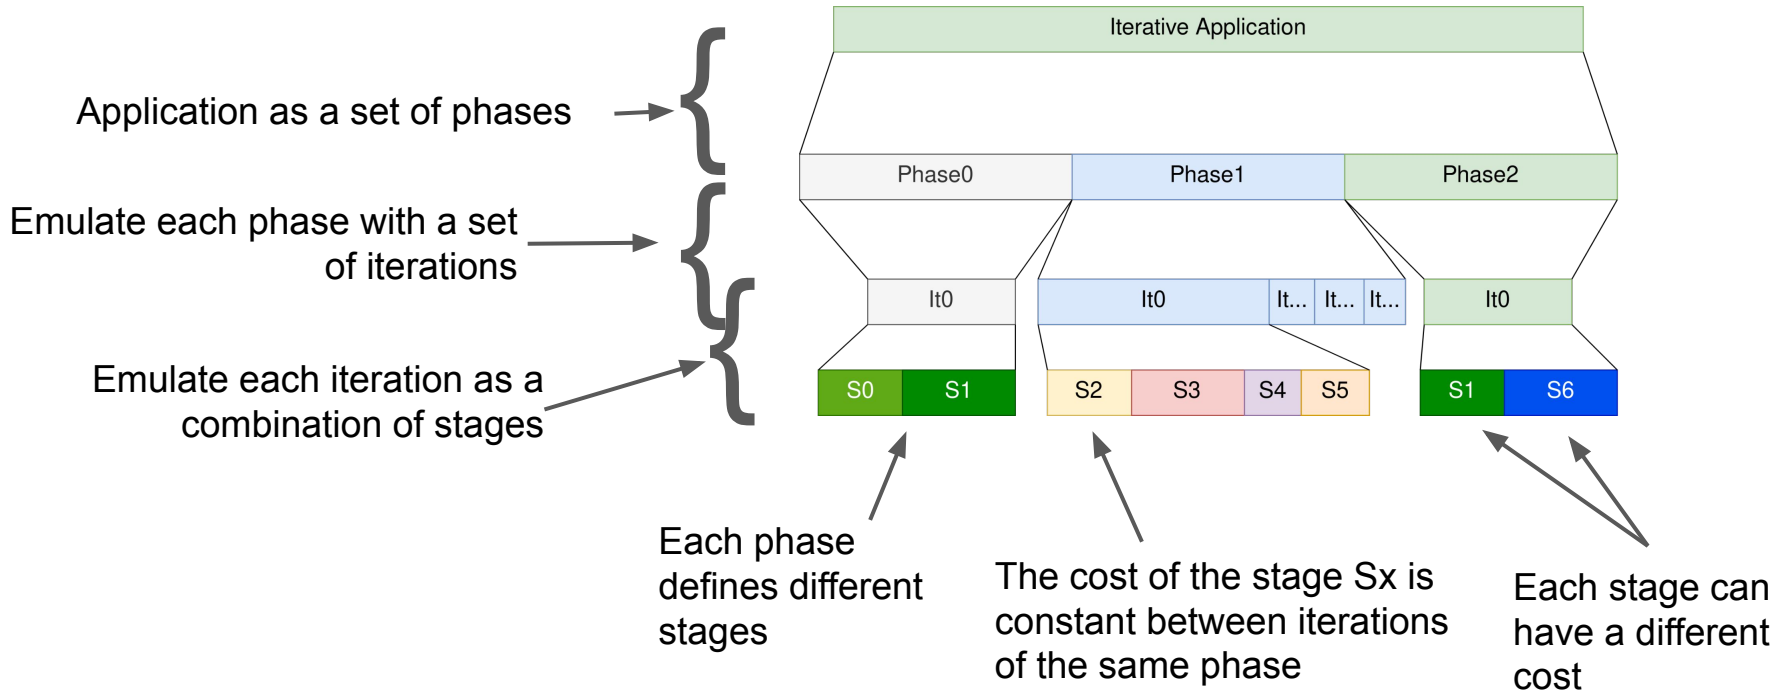 Iterative Application
Application as a set of phases
Phase0
Phase1
Phase2
Emulate each phase with a set
of iterations
It0
It0
It...
It...
It...
It0
Emulate each iteration as a
combination of stages
S0
S1
S2
S3
S4
S5
S1
S6
Each phase
defines different
stages
The cost of the stage Sx is
constant between iterations
of the same phase
Each stage can
have a different
cost